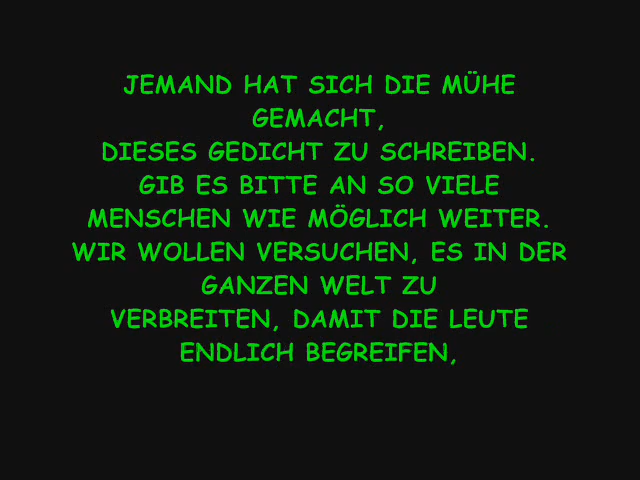 JEMAND HAT SICH DIE MÜHE
GEMACHT,
DIESES GEDICHT ZU SCHREIBEN.
GIB ES BITTE AN SO VIELE
MENSCHEN WIE MÖGLICH WEITER.
WIR WOLLEN VERSUCHEN, ES IN DER
GANZEN WELT ZU
VERBREITEN, DAMIT DIE LEUTE
ENDLICH BEGREIFEN,